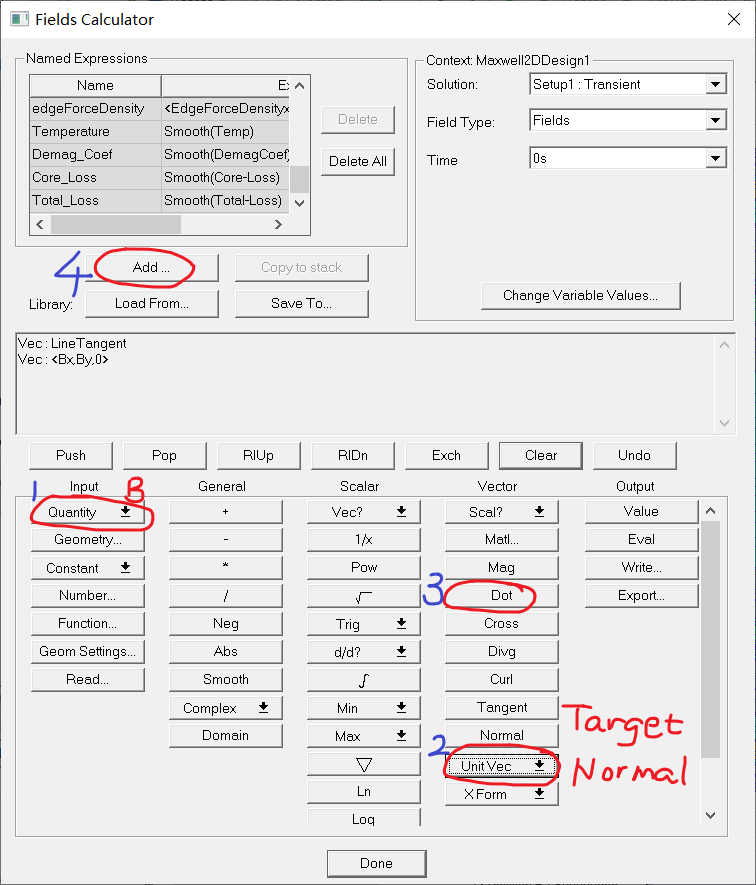 Fields Calculator
Named Expressions
Name Ex
edgeForceDensity <EdgeForceDensityx
Temperature Smooth(Temp)
Demag_Coef Smooth(DemagCoef)
Core_Loss Smooth(Core-Loss)
Total_Loss Smooth(Total-Loss)
Delete
Delete All
Context: Maxwell2DDesign1
Solution: Setup1 : Transient
Field Type: Fields
Time 0s
Change Variable Values...
4 Add ... Copy to stack
Library: Load From... Save To...
Vec : LineTangent
Vec : <Bx,By,0>
Push Pop RlUp RlDn Exch Clear Undo
1 Input B General Scalar Vector Output
Quantity + Vec? Scal? Value
Geometry... - 1/x Matl... Eval
Constant * Pow Mag Write...
Number... / √ 3 Dot Export...
Function... Neg Trig Cross
Geom Settings... Abs d/d? Divg
Read... Smooth ∫ Curl
Complex Min Tangent Target
Domain Max 2 Normal
▽ Unit Vec Normal
Ln X Form
Log
Done